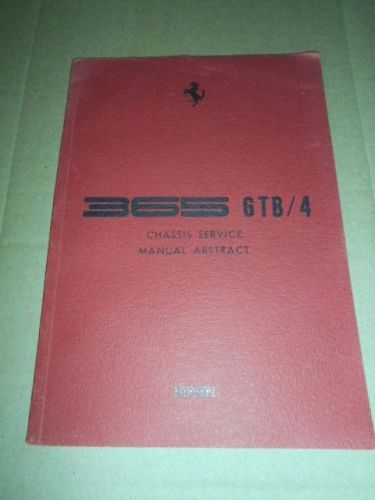 365 GTB/4
CHASSIS SERVICE
MANUAL ABSTRACT